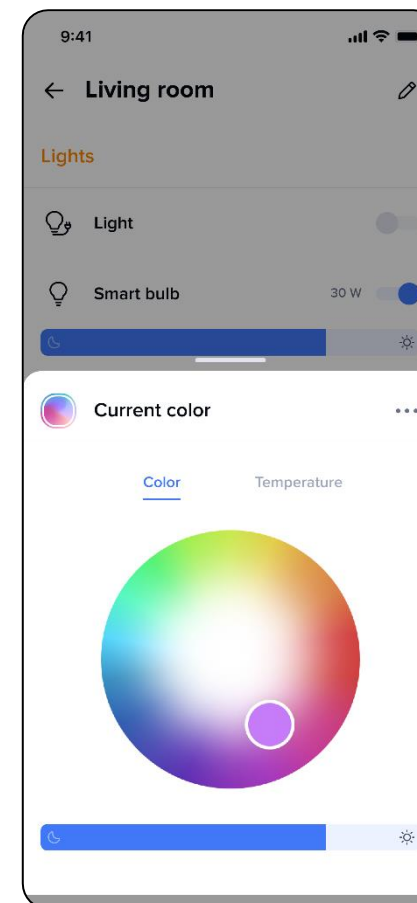 9:41
Living room
Lights
Light
Smart bulb 30 W
Current color
Color Temperature